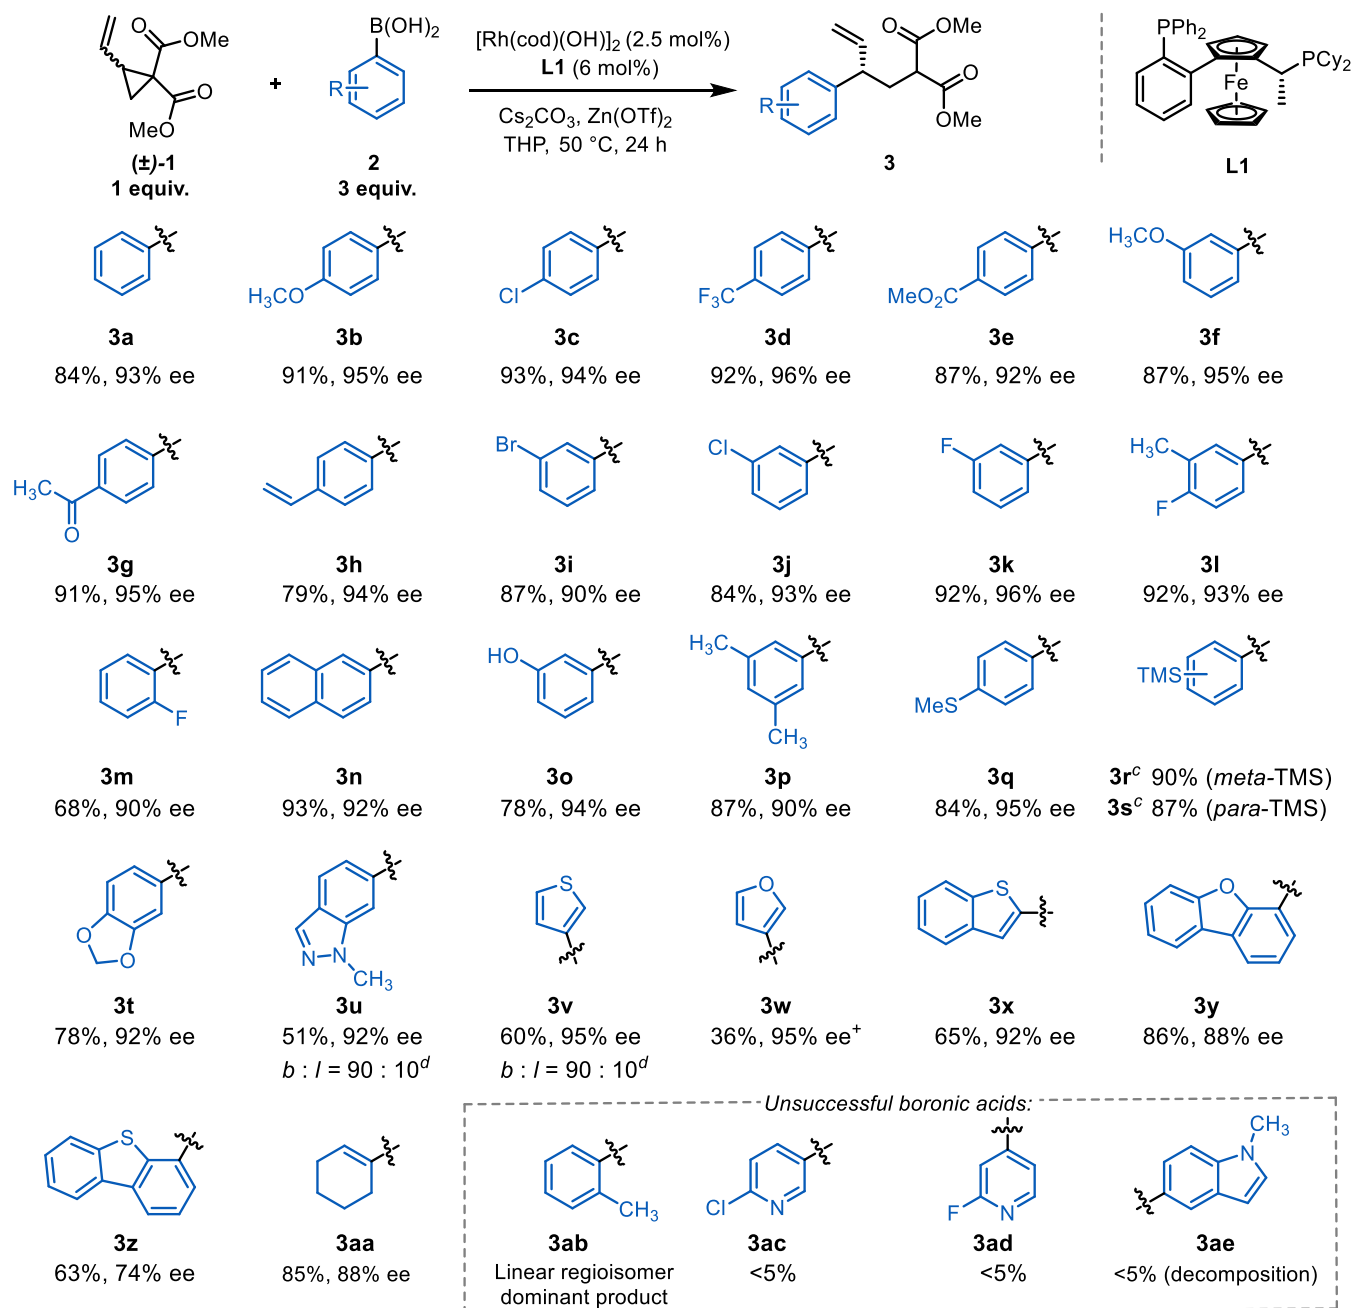 OMe
O
O
MeO
(±)-1
1 equiv.
+
B(OH)2
R
2
3 equiv.
[Rh(cod)(OH)]2 (2.5 mol%)
L1 (6 mol%)
Cs2CO3, Zn(OTf)2
THP, 50 °C, 24 h
O
OMe
O
OMe
R
3
PPh2
PCy2
Fe
L1
H3CO
Cl
F3C
MeO2C
H3CO
3a 3b 3c 3d 3e 3f
84%, 93% ee 91%, 95% ee 93%, 94% ee 92%, 96% ee 87%, 92% ee 87%, 95% ee
H3C
O
Br
Cl
F
H3C
F
3g 3h 3i 3j 3k 3l
91%, 95% ee 79%, 94% ee 87%, 90% ee 84%, 93% ee 92%, 96% ee 92%, 93% ee
F
HO
H3C
CH3
MeS
TMS
3m 3n 3o 3p 3q 3rᶜ 90% (meta-TMS)
68%, 90% ee 93%, 92% ee 78%, 94% ee 87%, 90% ee 84%, 95% ee 3sᶜ 87% (para-TMS)
O
O
N
N
CH3
S
O
S
O
3t 3u 3v 3w 3x 3y
78%, 92% ee 51%, 92% ee 60%, 95% ee 36%, 95% ee⁺ 65%, 92% ee 86%, 88% ee
b : l = 90 : 10ᵈ b : l = 90 : 10ᵈ
Unsuccessful boronic acids:
S
CH3
Cl
N
F
N
N
CH3
3z 3aa 3ab 3ac 3ad 3ae
63%, 74% ee 85%, 88% ee Linear regioisomer <5% <5% <5% (decomposition)
dominant product